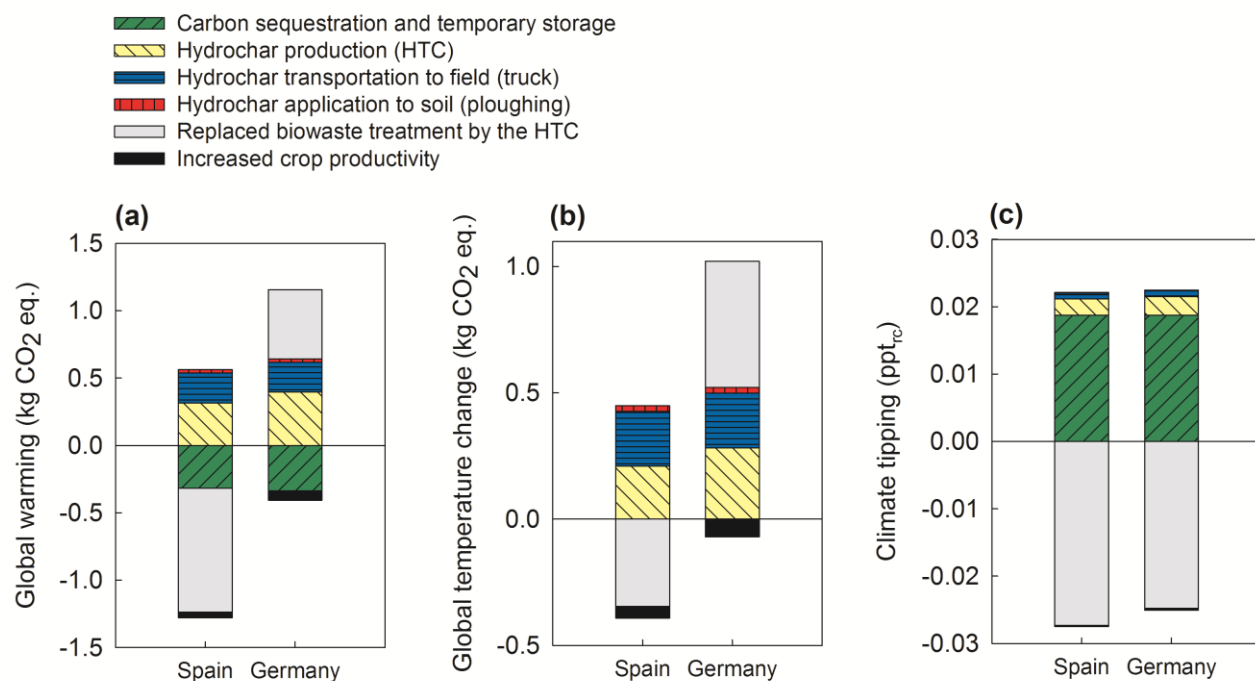 Carbon sequestration and temporary storage
Hydrochar production (HTC)
Hydrochar transportation to field (truck)
Hydrochar application to soil (ploughing)
Replaced biowaste treatment by the HTC
Increased crop productivity
(a)
Global warming (kg CO2 eq.)
1.5
1.0
0.5
0.0
-0.5
-1.0
-1.5
Spain Germany
(b)
Global temperature change (kg CO2 eq.)
1.0
0.5
0.0
-0.5
Spain Germany
(c)
Climate tipping (pptrc)
0.03
0.02
0.01
0.00
-0.01
-0.02
-0.03
Spain Germany